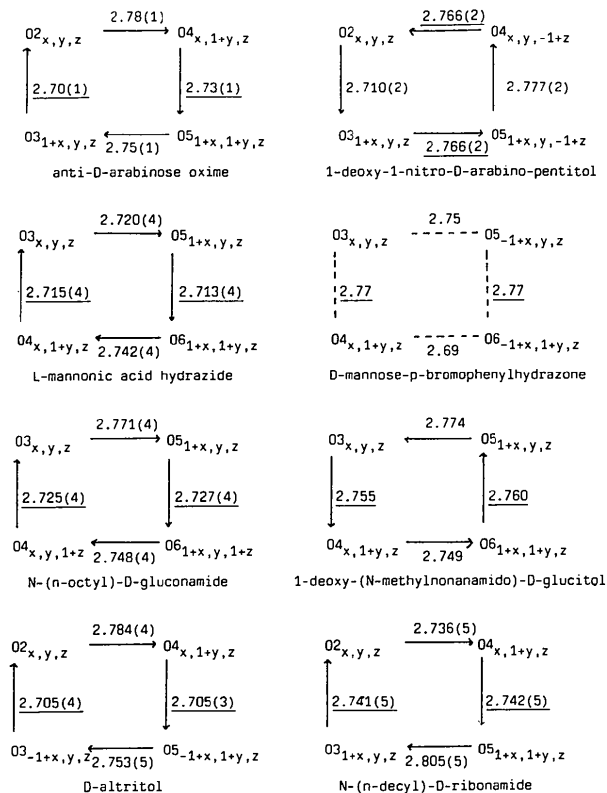 2.78(1)
O2x,y,z O4x,1+y,z
2.70(1) 2.73(1)
O31+x,y,z O51+x,1+y,z
2.75(1)
anti-D-arabinose oxime
2.766(2)
O2x,y,z O4x,y,-1+z
2.710(2) 2.777(2)
O31+x,y,z O51+x,y,-1+z
2.766(2)
1-deoxy-1-nitro-D-arabino-pentitol
2.720(4)
O3x,y,z O51+x,y,z
2.715(4) 2.713(4)
O4x,1+y,z O61+x,1+y,z
2.742(4)
L-mannonic acid hydrazide
2.75
O3x,y,z O5-1+x,y,z
2.77 2.77
O4x,1+y,z O6-1+x,1+y,z
2.69
D-mannose-p-bromophenylhydrazone
2.771(4)
O3x,y,z O51+x,y,z
2.725(4) 2.727(4)
O4x,y,1+z O61+x,y,1+z
2.748(4)
N-(n-octyl)-D-gluconamide
2.774
O3x,y,z O51+x,y,z
2.755 2.760
O4x,1+y,z O61+x,1+y,z
2.749
1-deoxy-(N-methylnonanamido)-D-glucitol
2.784(4)
O2x,y,z O4x,1+y,z
2.705(4) 2.705(3)
O3-1+x,y,z O5-1+x,1+y,z
2.753(5)
D-altritol
2.736(5)
O2x,y,z O4x,1+y,z
2.741(5) 2.742(5)
O31+x,y,z O51+x,1+y,z
2.805(5)
N-(n-decyl)-D-ribonamide